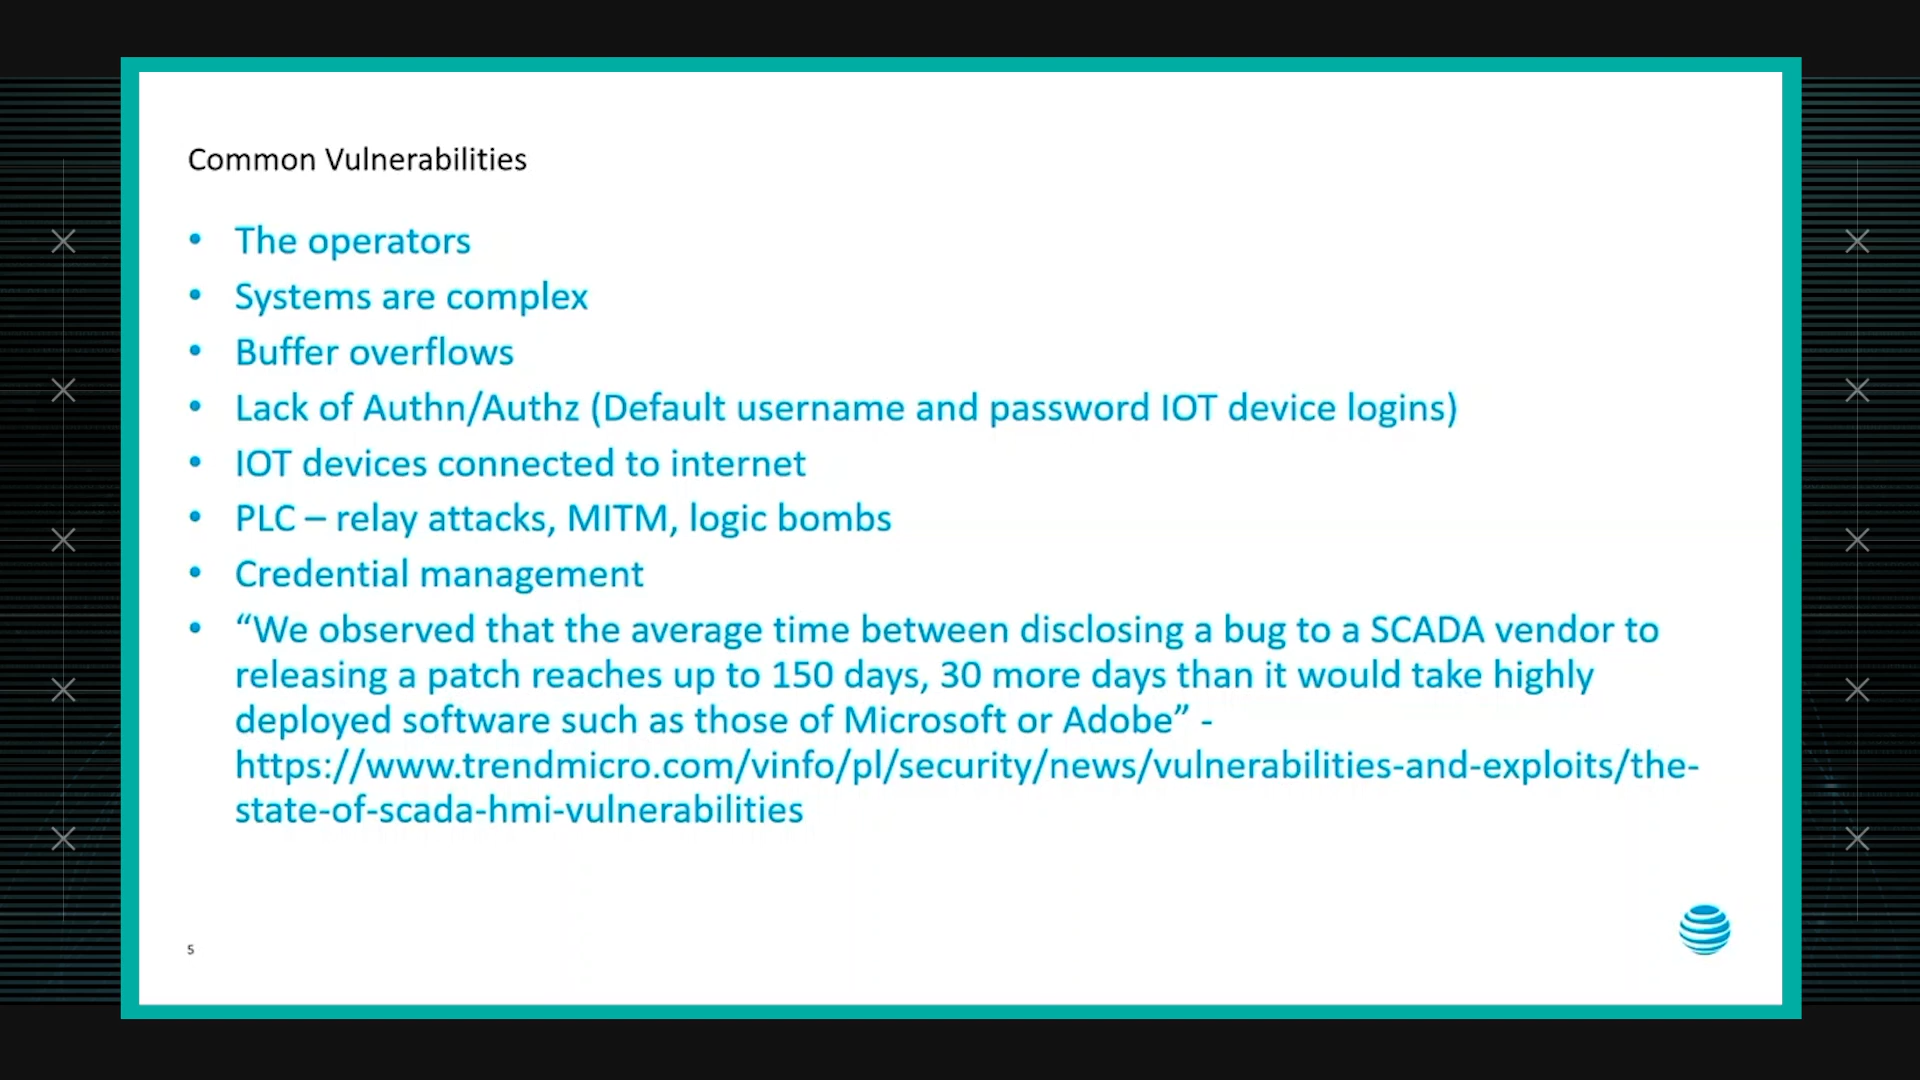 Common Vulnerabilities
• The operators
• Systems are complex
• Buffer overflows
• Lack of Authn/Authz (Default username and password IOT device logins)
• IOT devices connected to internet
• PLC – relay attacks, MITM, logic bombs
• Credential management
• “We observed that the average time between disclosing a bug to a SCADA vendor to
releasing a patch reaches up to 150 days, 30 more days than it would take highly
deployed software such as those of Microsoft or Adobe” -
https://www.trendmicro.com/vinfo/pl/security/news/vulnerabilities-and-exploits/the-
state-of-scada-hmi-vulnerabilities
5